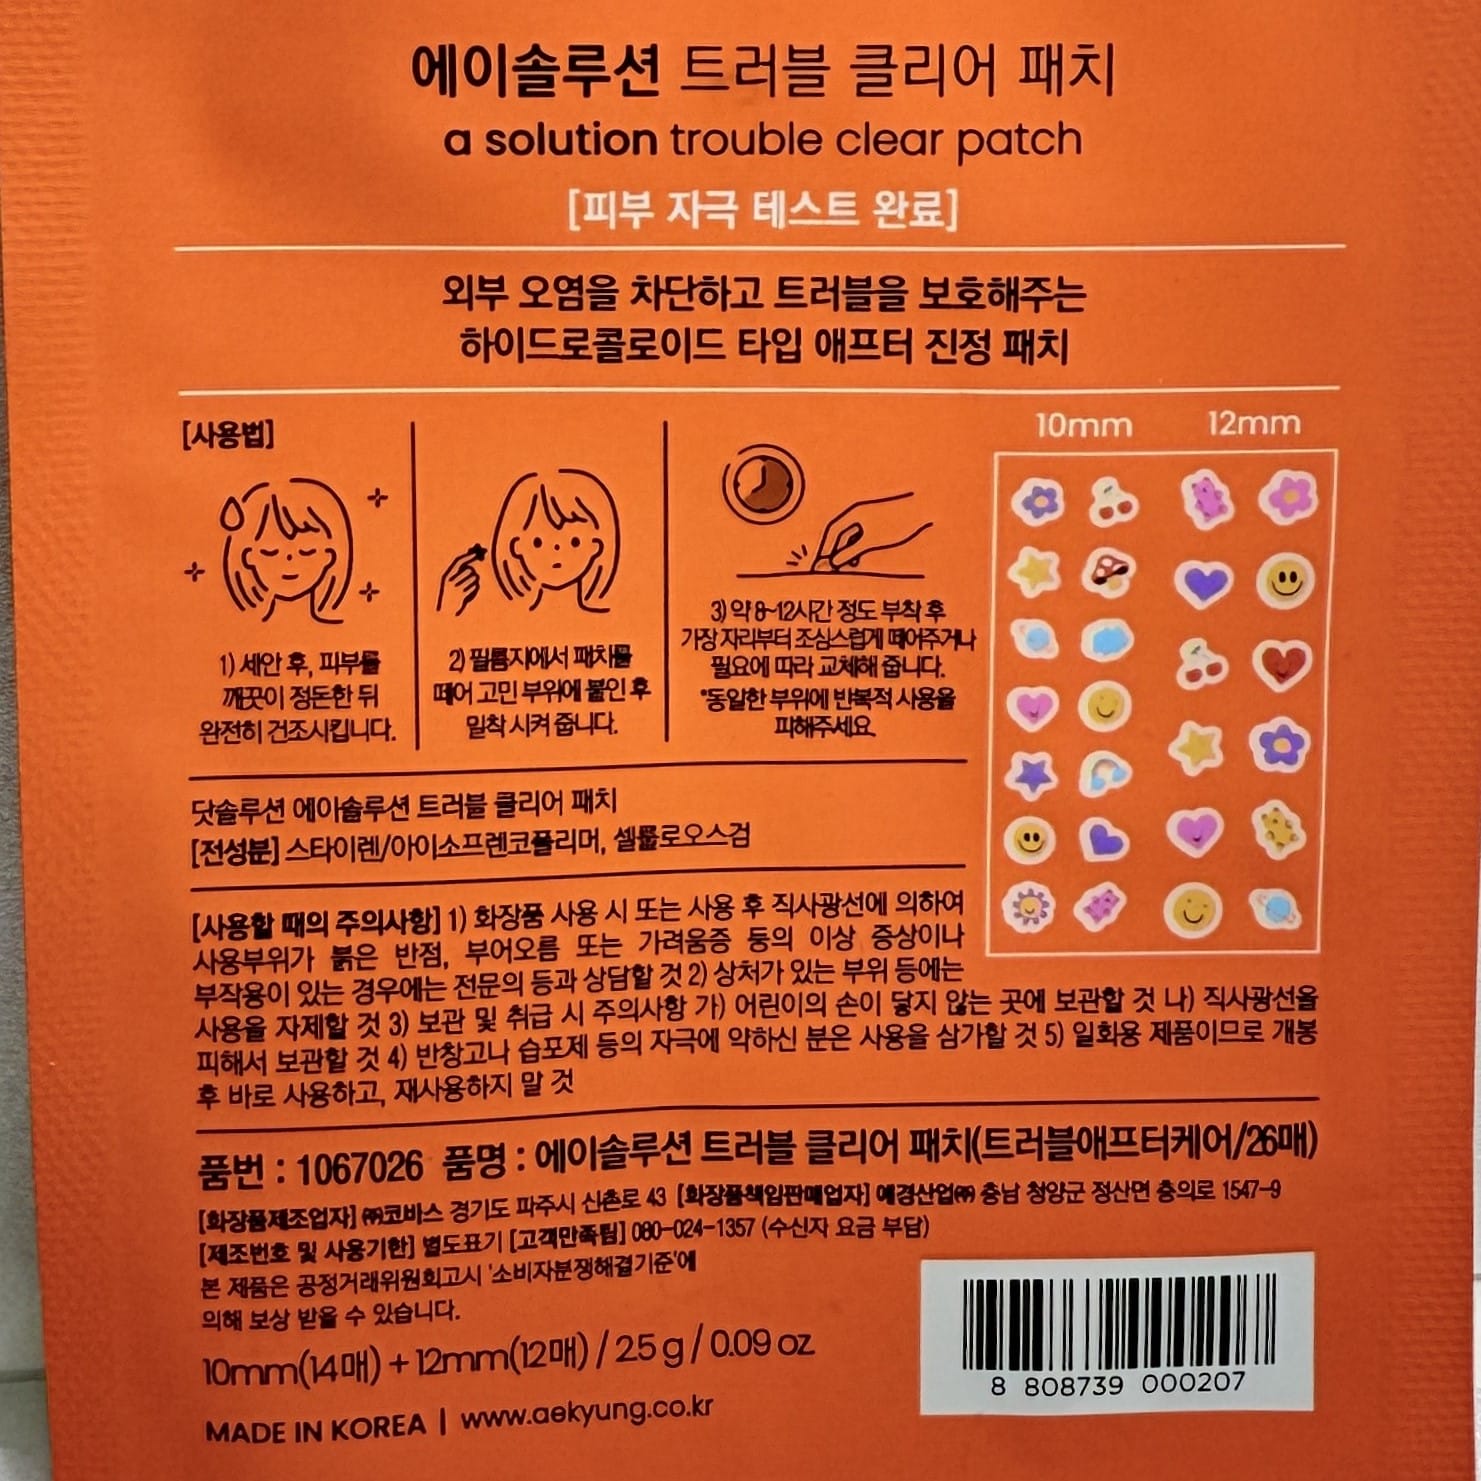 에이솔루션 트러블 클리어 패치
a solution trouble clear patch
[피부 자극 테스트 완료]
외부 오염을 차단하고 트러블을 보호해주는
하이드로콜로이드 타입 애프터 진정 패치
[사용법]
1) 세안 후, 피부를
깨끗이 정돈한 뒤
완전히 건조시킵니다.
2) 필름지에서 패치를
떼어 고민 부위에 붙인 후
밀착 시켜 줍니다.
3) 약 8~12시간 정도 부착 후
가장 자리부터 조심스럽게 떼어주거나
필요에 따라 교체해 줍니다.
*동일한 부위에 반복적 사용을
피해주세요.
10mm 12mm
닷솔루션 에이솔루션 트러블 클리어 패치
[전성분] 스타이렌/아이소프렌코폴리머, 셀룰로오스검
[사용할 때의 주의사항] 1) 화장품 사용 시 또는 사용 후 직사광선에 의하여
사용부위가 붉은 반점, 부어오름 또는 가려움증 등의 이상 증상이나
부작용이 있는 경우에는 전문의 등과 상담할 것 2) 상처가 있는 부위 등에는
사용을 자제할 것 3) 보관 및 취급 시 주의사항 가) 어린이의 손이 닿지 않는 곳에 보관할 것 나) 직사광선을
피해서 보관할 것 4) 반창고나 습포제 등의 자극에 약하신 분은 사용을 삼가할 것 5) 일회용 제품이므로 개봉
후 바로 사용하고, 재사용하지 말 것
품번 : 1067026 품명 : 에이솔루션 트러블 클리어 패치(트러블애프터케어/26매)
[화장품제조업자] ㈜코바스 경기도 파주시 신촌로 43 [화장품책임판매업자] 애경산업㈜ 충남 청양군 정산면 충의로 1547-9
[제조번호 및 사용기한] 별도표기 [고객만족팀] 080-024-1357 (수신자 요금 부담)
본 제품은 공정거래위원회고시 '소비자분쟁해결기준'에
의해 보상 받을 수 있습니다.
10mm(14매) + 12mm(12매) / 2.5 g / 0.09 oz
MADE IN KOREA | www.aekyung.co.kr
8 808739 000207